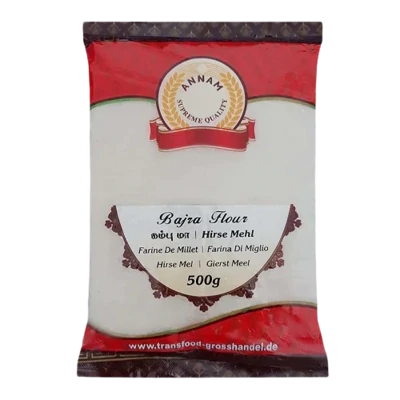 ANNAM
SUPREME QUALITY
Bajra Flour
கம்பு மா | Hirse Mehl
Farine De Millet | Farina Di Miglio
Hirse Mel | Gierst Meel
500g
www.transfood-grosshandel.de